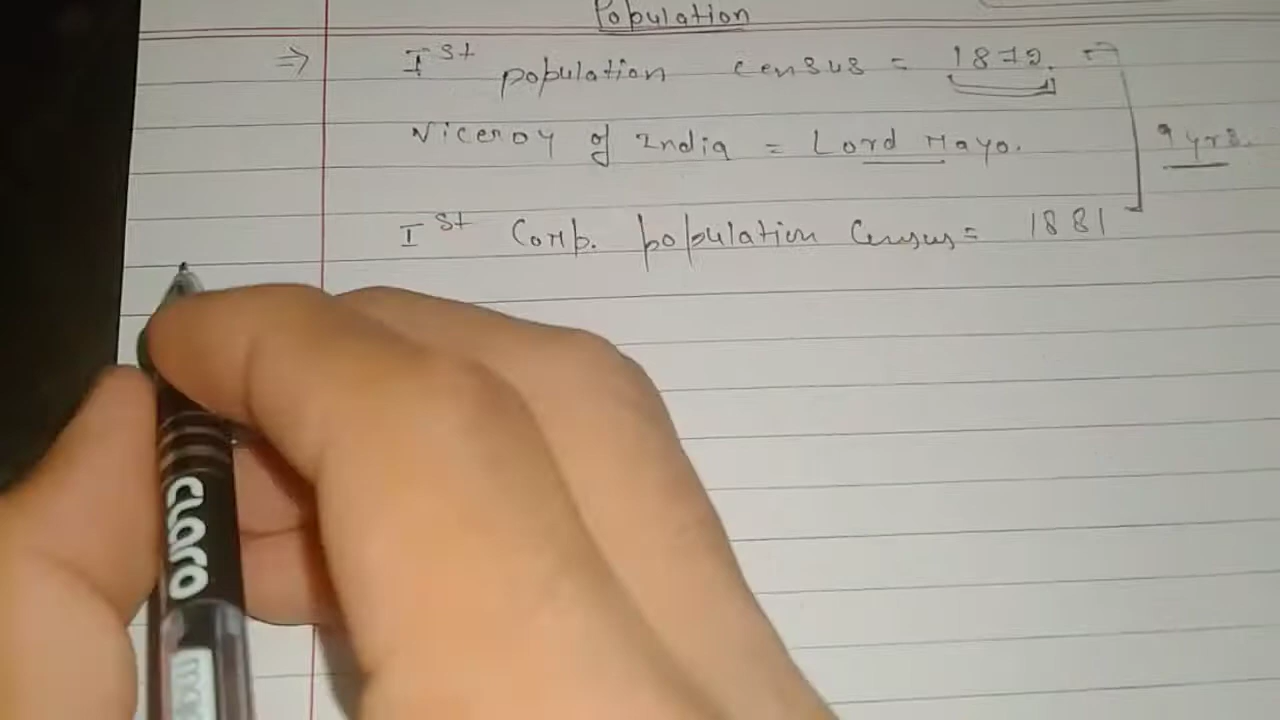 Population
⇒ Ist population census = 1872.
Viceroy of India = Lord Mayo.
9 yrs.
Ist Comp. population Census = 1881
CLARO